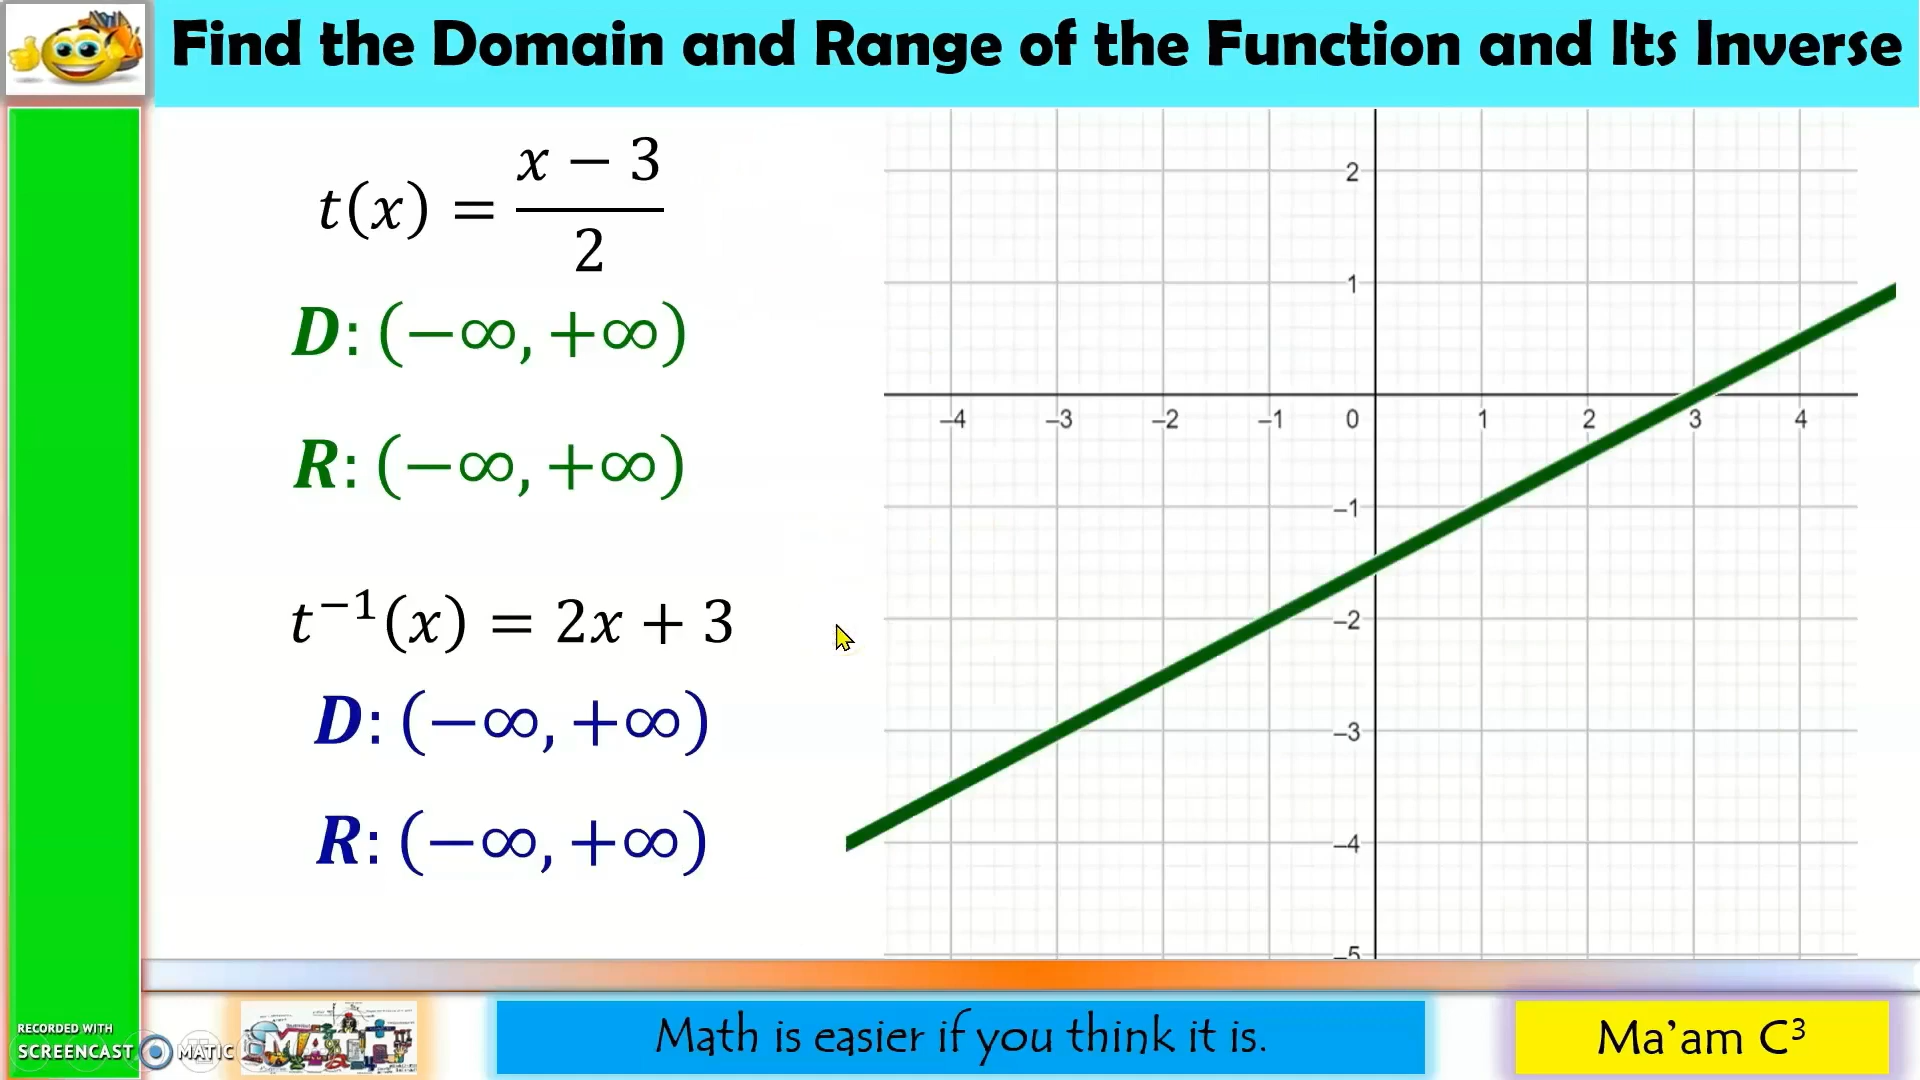 Find the Domain and Range of the Function and Its Inverse
t(x) = \frac{x − 3}{2}
D: (−∞, +∞)
R: (−∞, +∞)
t⁻¹(x) = 2x + 3
D: (−∞, +∞)
R: (−∞, +∞)
2
1
–4 –3 –2 –1 0 1 2 3 4
–1
–2
–3
–4
–5
RECORDED WITH
SCREENCAST MATIC
MATH
Math is easier if you think it is.
Ma’am C³